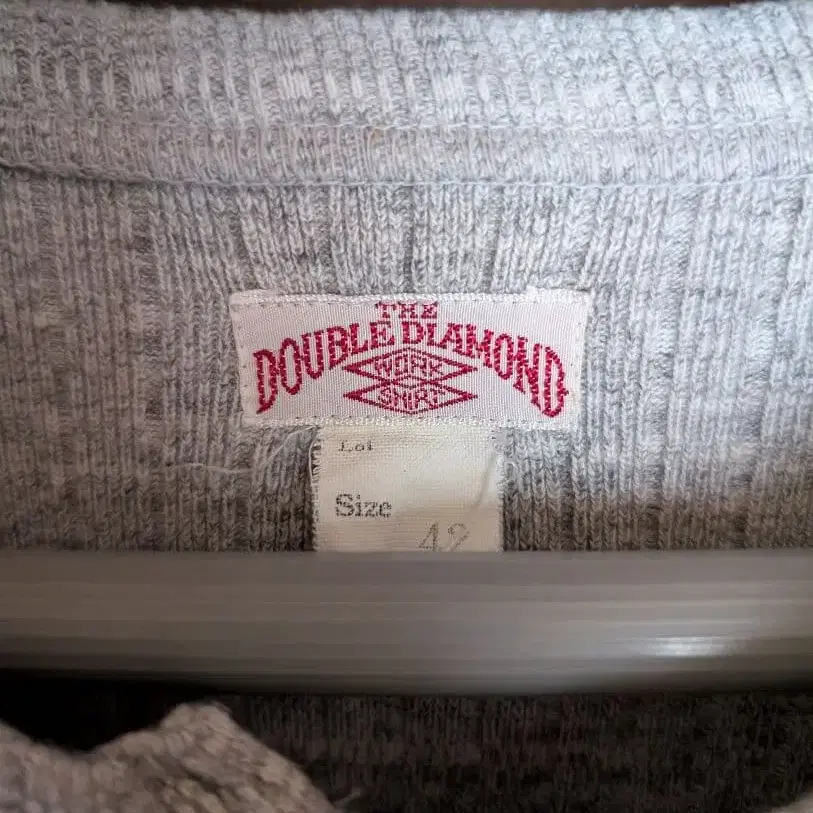 THE
DOUBLE DIAMOND
WORK
SHIRT
Lot
Size
42